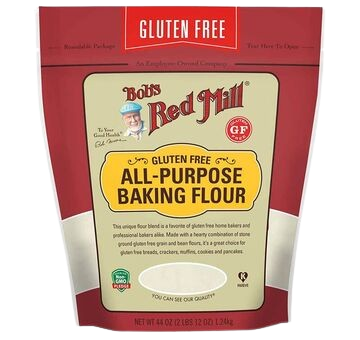 GLUTEN FREE
Resealable Package
Tear Here To Open
An Employee-Owned Company
Bob's
Red Mill
To Your
Good Health
GF
GLUTEN FREE
ALL-PURPOSE
BAKING FLOUR
This unique flour blend is a favorite of gluten free home bakers and
professional bakers alike. Made with a hearty combination of stone
ground gluten free grain and bean flours, it's a great choice for
gluten free breads, crackers, muffins, cookies and pancakes.
Non-
GMO
PLEDGE
K
PAREVE
YOU CAN SEE OUR QUALITY®
NET WT 44 OZ (2 LBS 12 OZ) 1.24kg